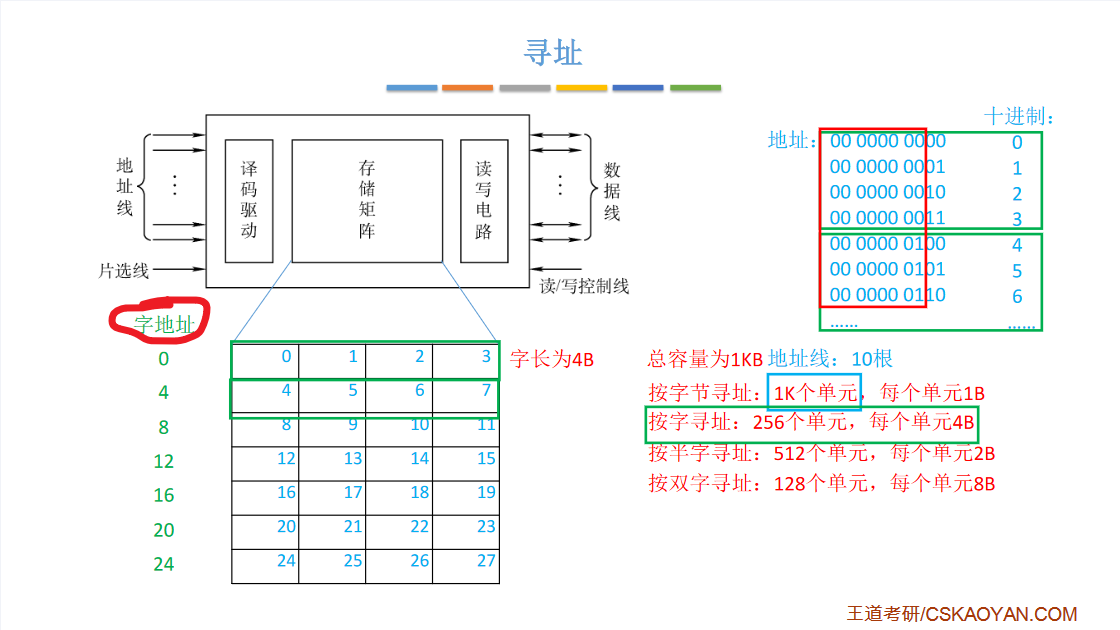 寻址
十进制：
地址：
00 0000 0000 0
00 0000 0001 1
00 0000 0010 2
00 0000 0011 3
00 0000 0100 4
00 0000 0101 5
00 0000 0110 6
…… ……
地址线
⋮
片选线
译码驱动
存储矩阵
读写电路
⋮
数据线
读/写控制线
字地址
0 0 1 2 3 字长为4B
4 4 5 6 7
8 8 9 10 11
12 12 13 14 15
16 16 17 18 19
20 20 21 22 23
24 24 25 26 27
总容量为1KB 地址线：10根
按字节寻址：1K个单元，每个单元1B
按字寻址：256个单元，每个单元4B
按半字寻址：512个单元，每个单元2B
按双字寻址：128个单元，每个单元8B
王道考研/CSKAOYAN.COM